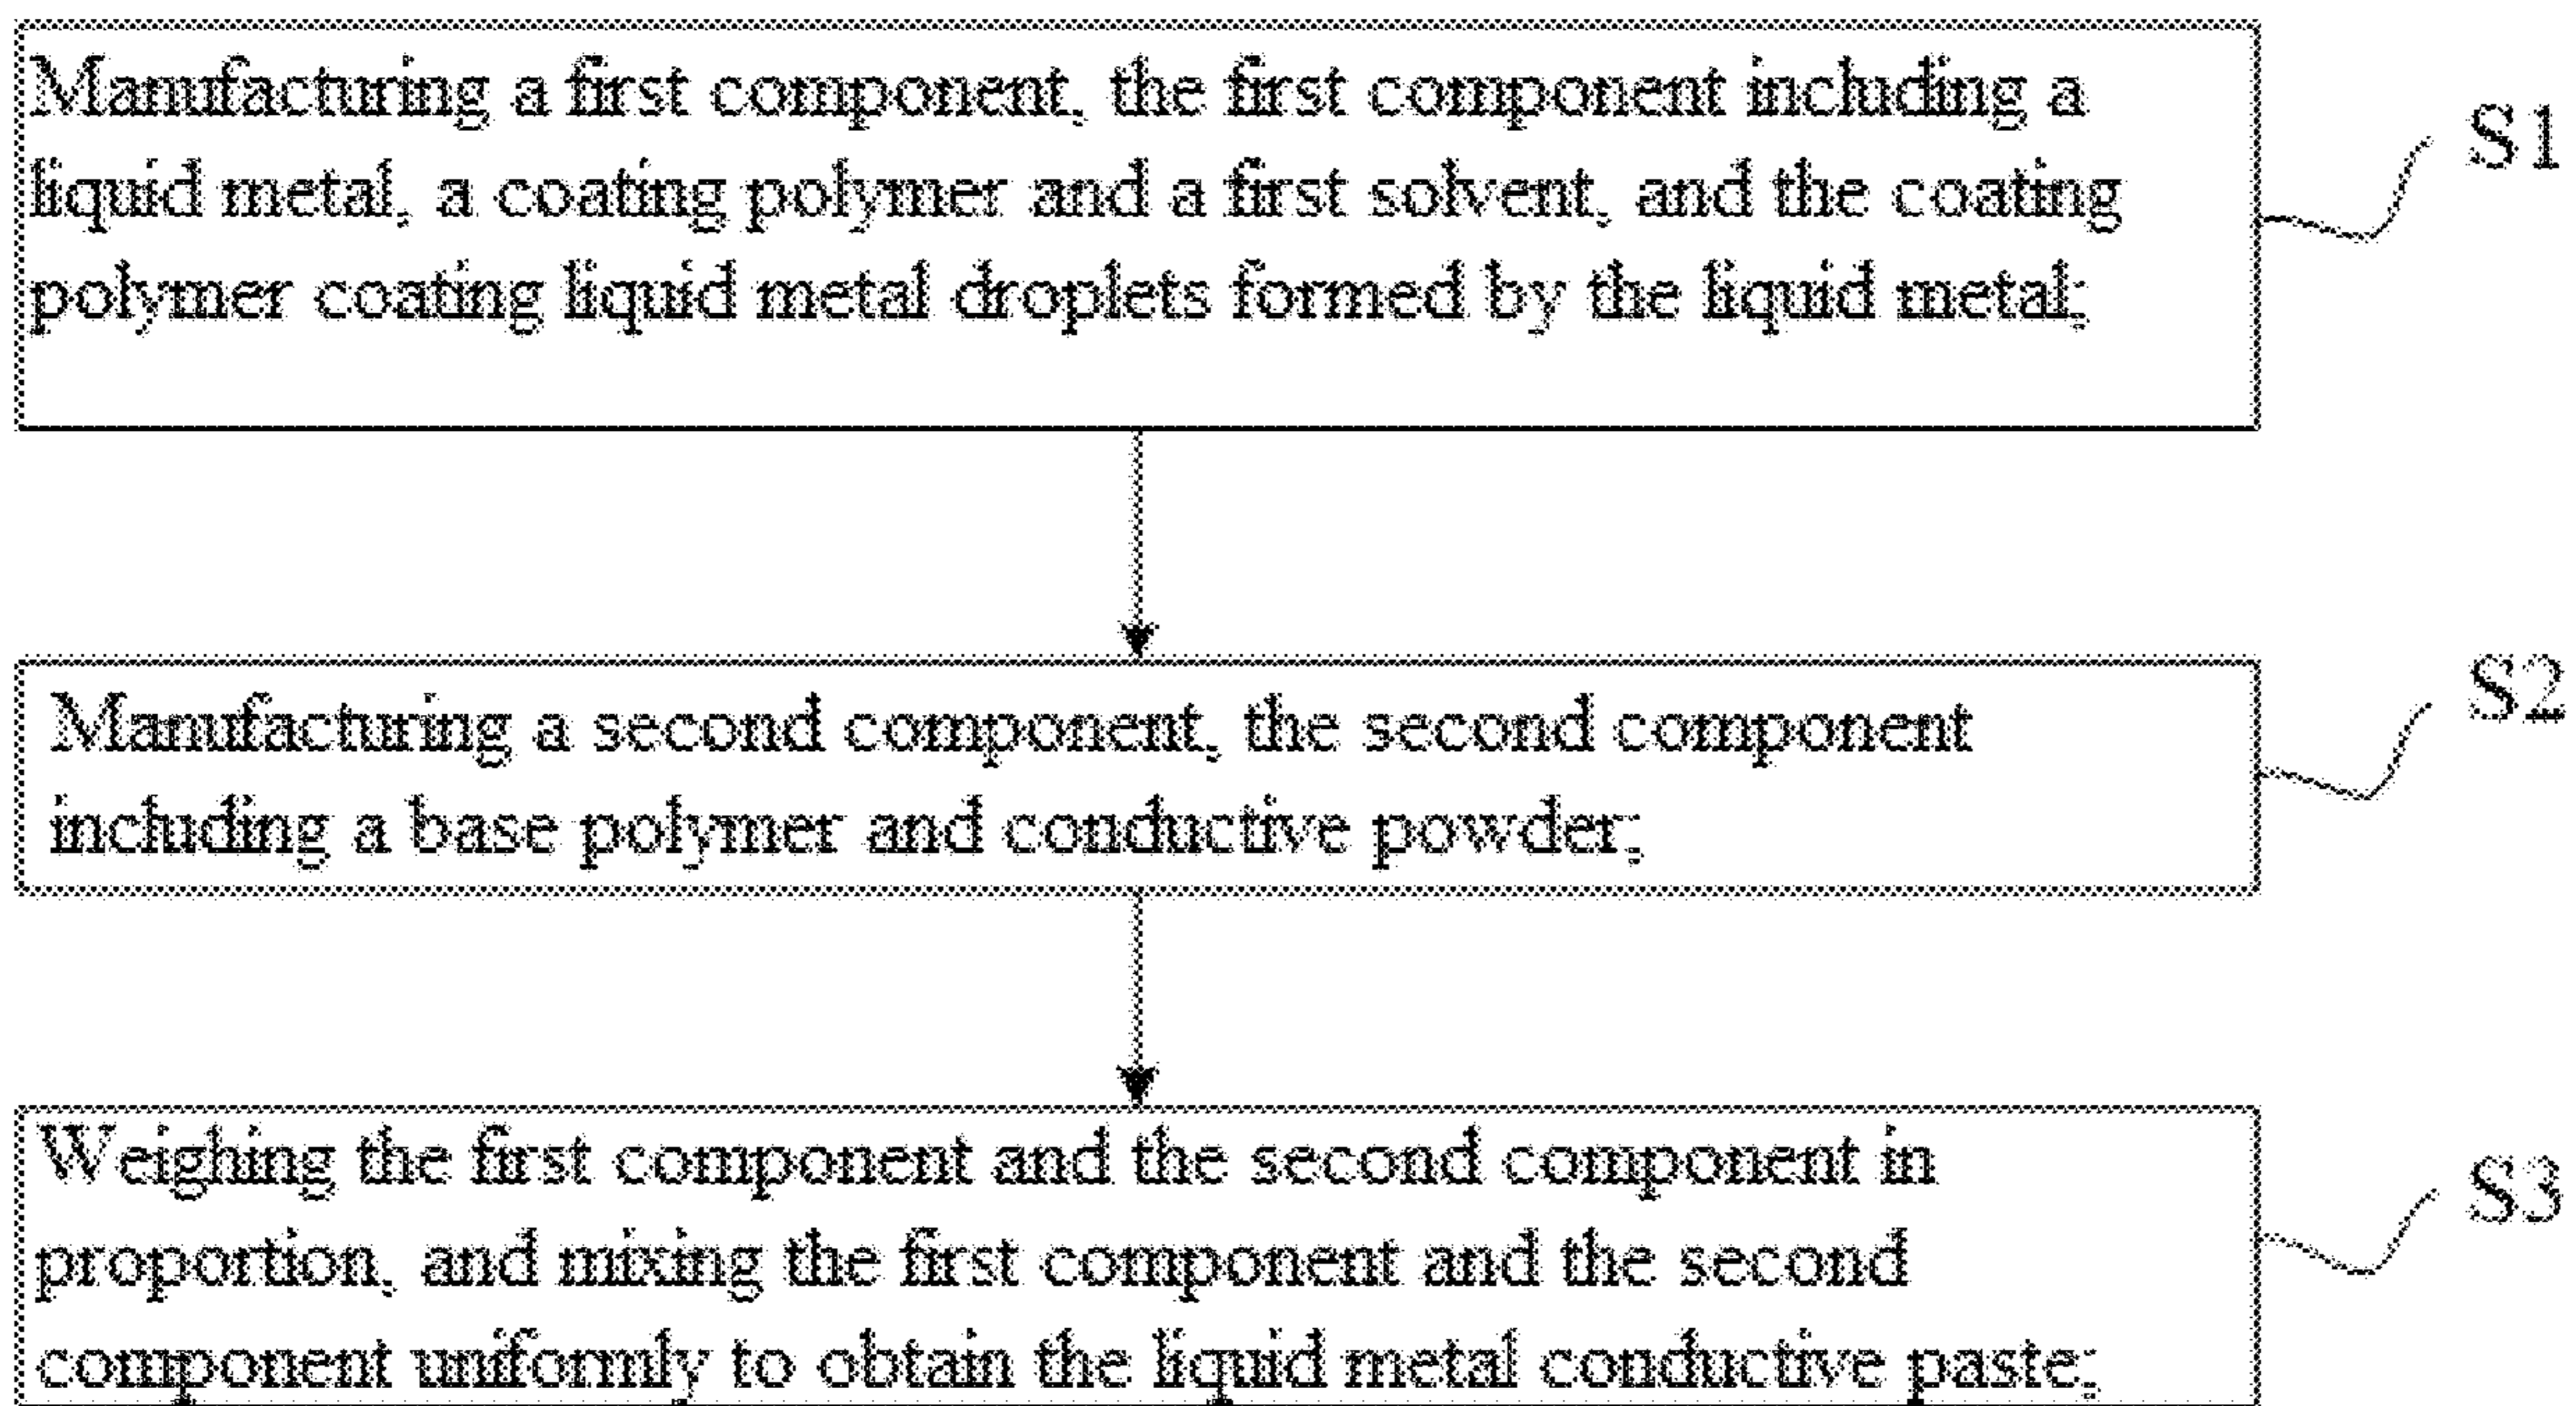 Manufacturing a first component, the first component including a
liquid metal, a coating polymer and a first solvent, and the coating
polymer coating liquid metal droplets formed by the liquid metal;
S1
Manufacturing a second component, the second component
including a base polymer and conductive powder;
S2
Weighing the first component and the second component in
proportion, and mixing the first component and the second
component uniformly to obtain the liquid metal conductive paste;
S3